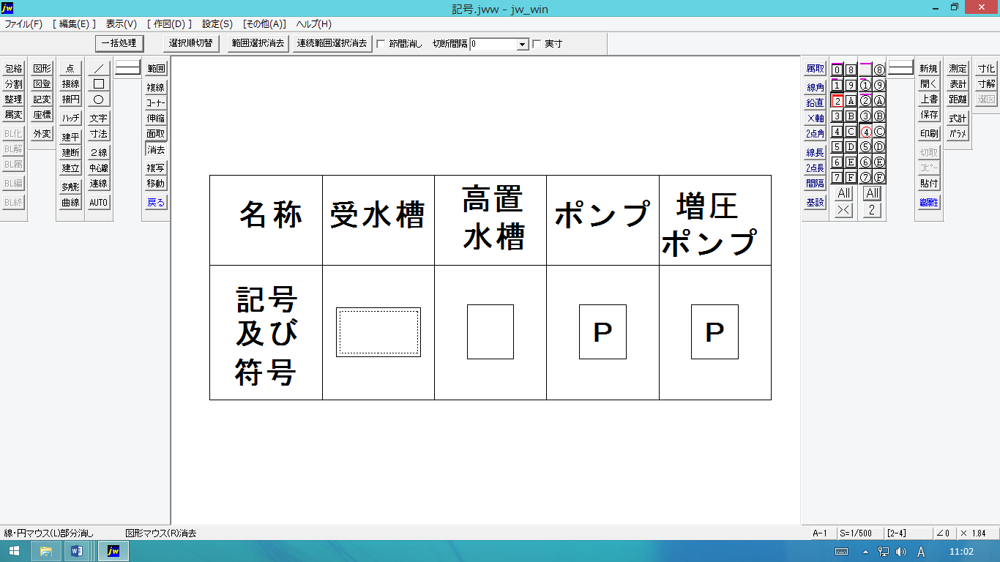 記号.jww - jw_win
ファイル(F) [ 編集(E) ] 表示(V) [ 作図(D) ] 設定(S) [その他(A)] ヘルプ(H)
一括処理 選択順切替 範囲選択消去 連続範囲選択消去 節間消し 切断間隔 0 実寸
包絡 図形 点 ／ 範囲
分割 図登 接線 □ 複線
整理 記変 接円 ○ コーナー
属変 座標 ハッチ 文字 伸縮
BL化 外変 建平 寸法 面取
BL解 建断 2線 消去
BL属 建立 中心線 複写
BL編 多角形 連線 移動
BL終 曲線 AUTO 戻る
属取 0 8 ⑧ 新規 測定 寸化
線角 1 9 ① ⑨ 開く 表計 寸解
鉛直 2 A ② Ⓐ 上書 距離 選図
×軸 3 B ③ Ⓑ 保存 式計
2点角 4 C ④ Ⓒ 印刷 パラメ
線長 5 D ⑤ Ⓓ 切取
2点長 6 E ⑥ Ⓔ コピー
間隔 7 F ⑦ Ⓕ 貼付
基設 All All 線属性
>< 2
名称 受水槽 高置水槽 ポンプ 増圧ポンプ
記号
及び
符号
P P
線・円マウス(L)部分消し 図形マウス(R)消去 A-1 S=1/500 [2-4] ∠0 × 1.84
jw A 11:02